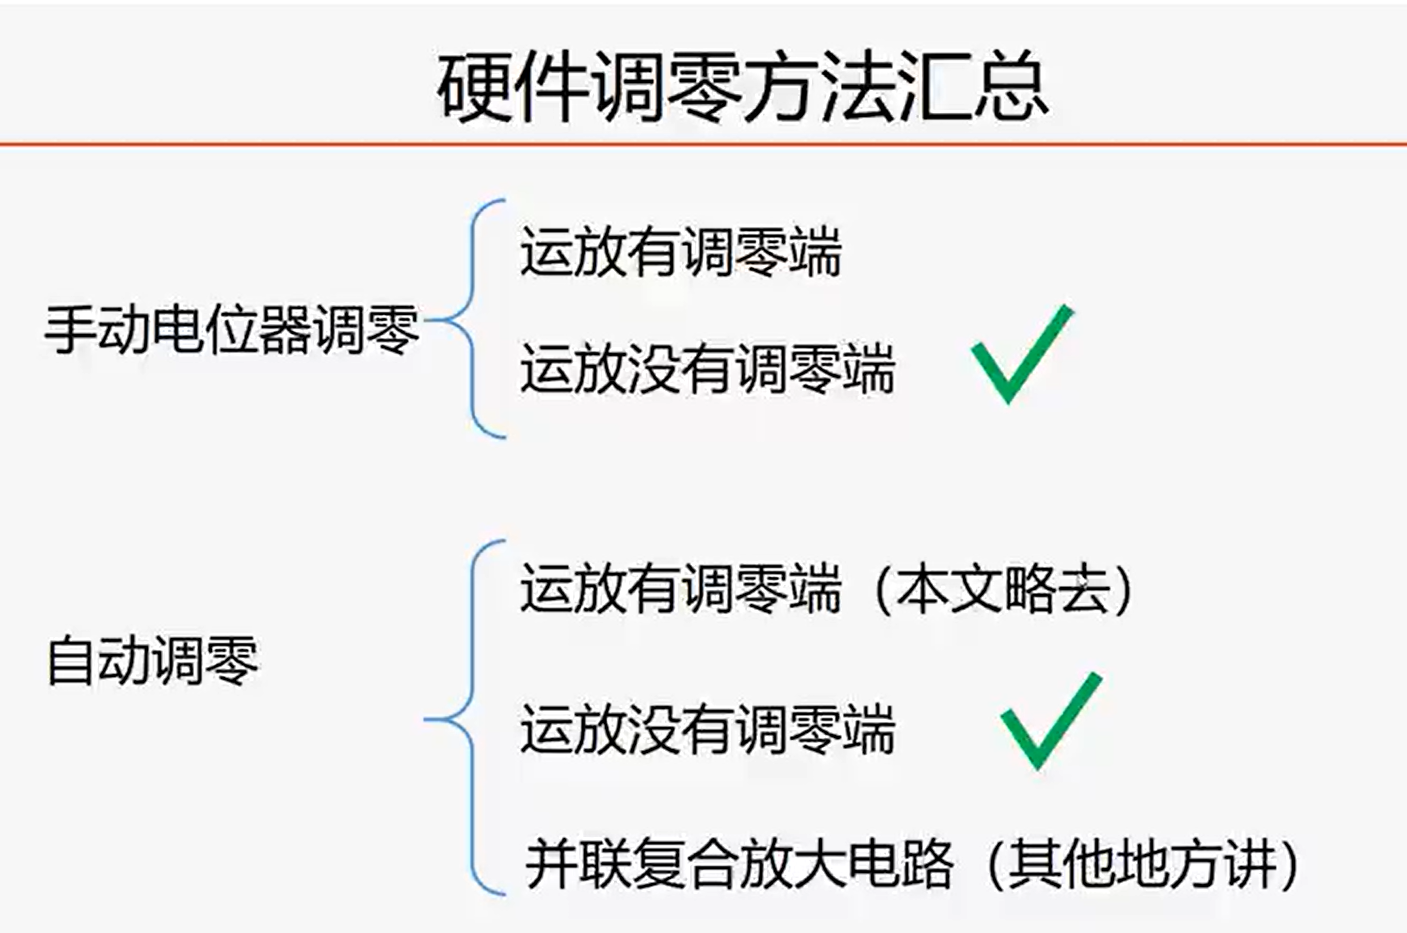 硬件调零方法汇总
手动电位器调零
运放有调零端
运放没有调零端
自动调零
运放有调零端（本文略去）
运放没有调零端
并联复合放大电路（其他地方讲）